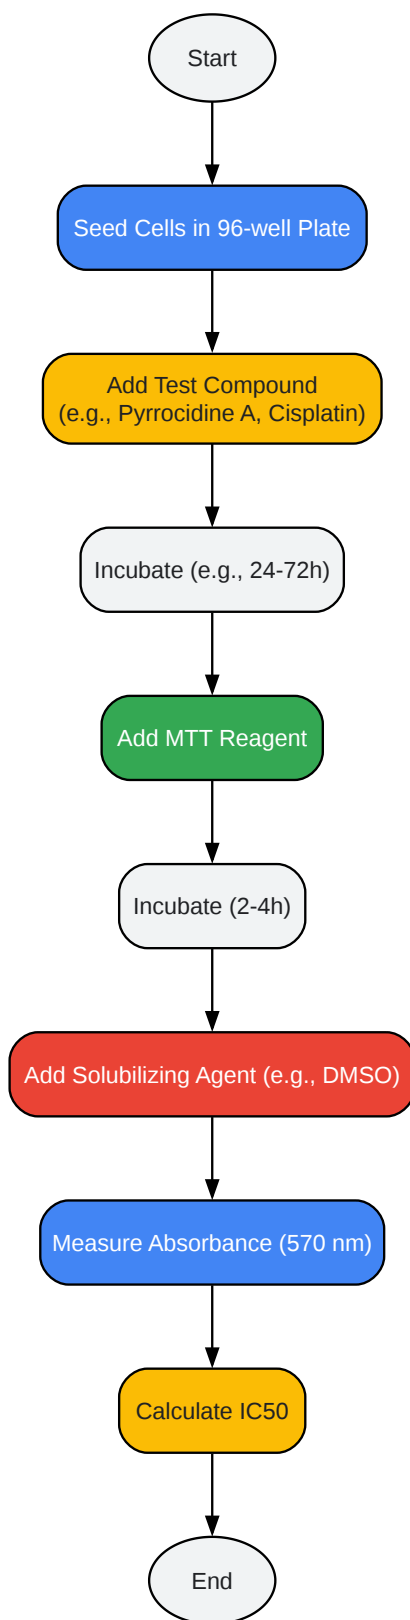 Start
Seed Cells in 96-well Plate
Add Test Compound
(e.g., Pyrrocidine A, Cisplatin)
Incubate (e.g., 24-72h)
Add MTT Reagent
Incubate (2-4h)
Add Solubilizing Agent (e.g., DMSO)
Measure Absorbance (570 nm)
Calculate IC50
End